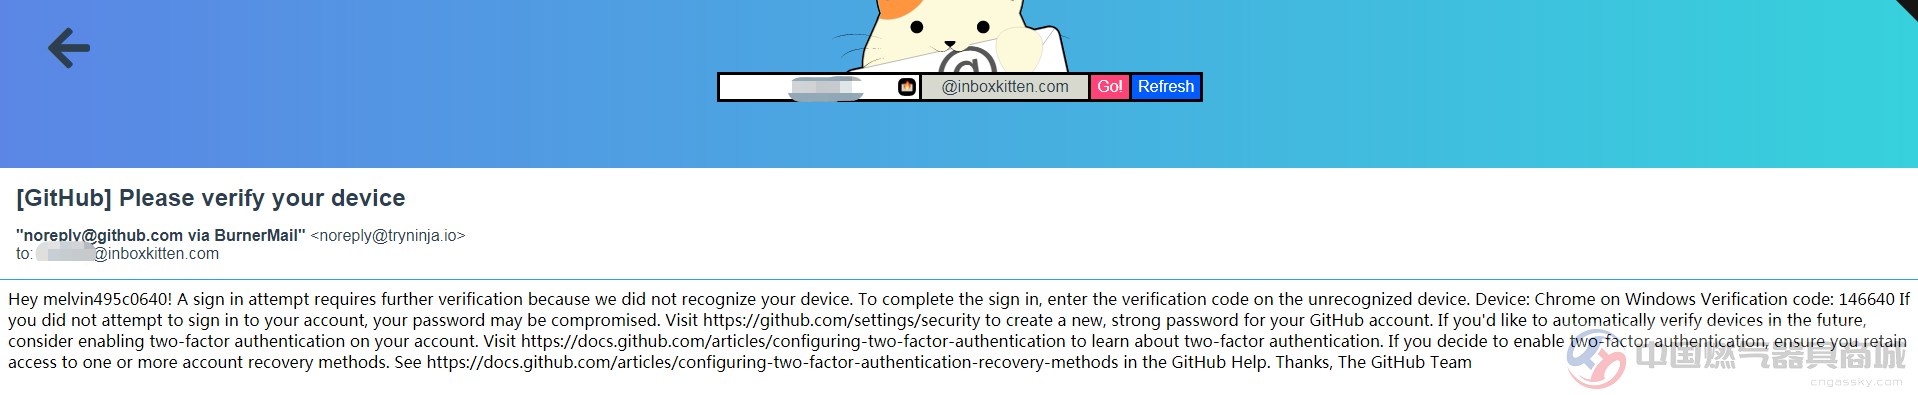 @inboxkitten.com Go! Refresh
[GitHub] Please verify your device
"noreply@github.com via BurnerMail" <noreply@tryninja.io>
to: @inboxkitten.com
Hey melvin495c0640! A sign in attempt requires further verification because we did not recognize your device. To complete the sign in, enter the verification code on the unrecognized device. Device: Chrome on Windows Verification code: 146640 If
you did not attempt to sign in to your account, your password may be compromised. Visit https://github.com/settings/security to create a new, strong password for your GitHub account. If you'd like to automatically verify devices in the future,
consider enabling two-factor authentication on your account. Visit https://docs.github.com/articles/configuring-two-factor-authentication to learn about two-factor authentication. If you decide to enable two-factor authentication, ensure you retain
access to one or more account recovery methods. See https://docs.github.com/articles/configuring-two-factor-authentication-recovery-methods in the GitHub Help. Thanks, The GitHub Team
中国燃气器具商城
cngassky.com